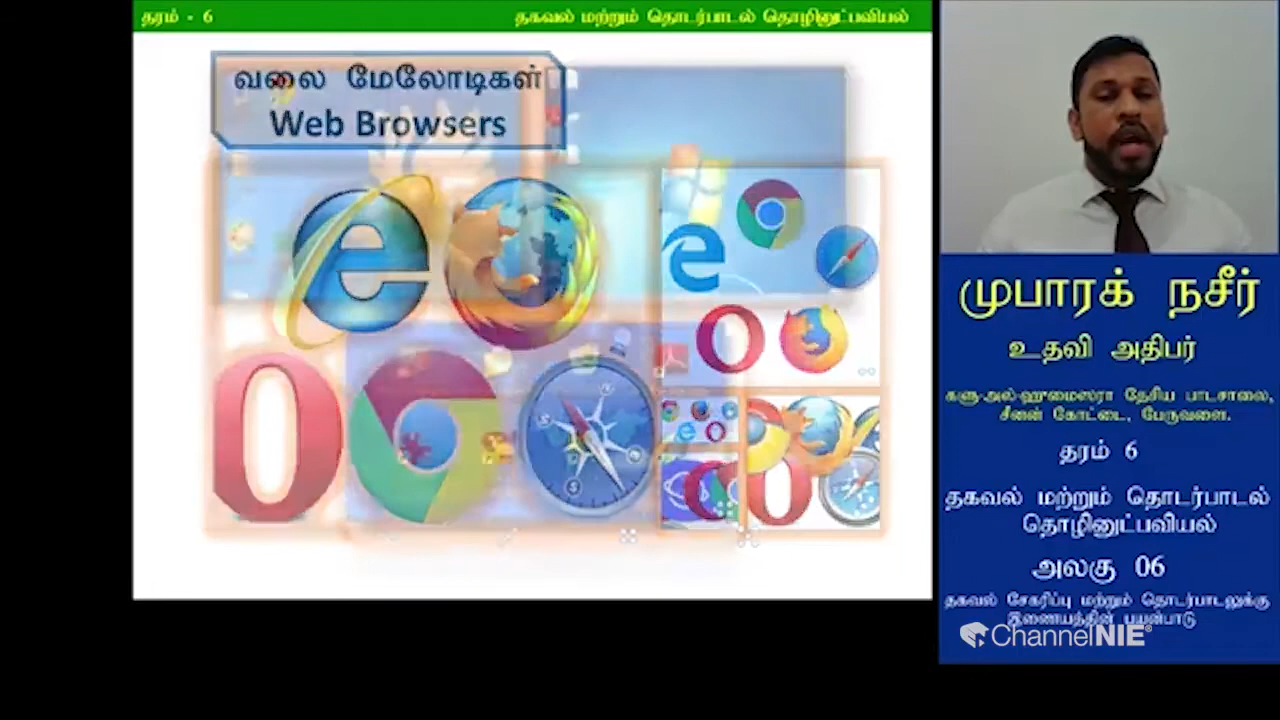 தரம் - 6
தகவல் மற்றும் தொடர்பாடல் தொழினுட்பவியல்
வலை மேலோடிகள்
Web Browsers
முபாரக் நசீர்
உதவி அதிபர்
களு-அல்-ஹுமைஸரா தேசிய பாடசாலை,
சீனன் கோட்டை, பேருவளை.
தரம் 6
தகவல் மற்றும் தொடர்பாடல்
தொழினுட்பவியல்
அலகு 06
தகவல் சேகரிப்பு மற்றும் தொடர்பாடலுக்கு
இணையத்தின் பயன்பாடு
ChannelNIE